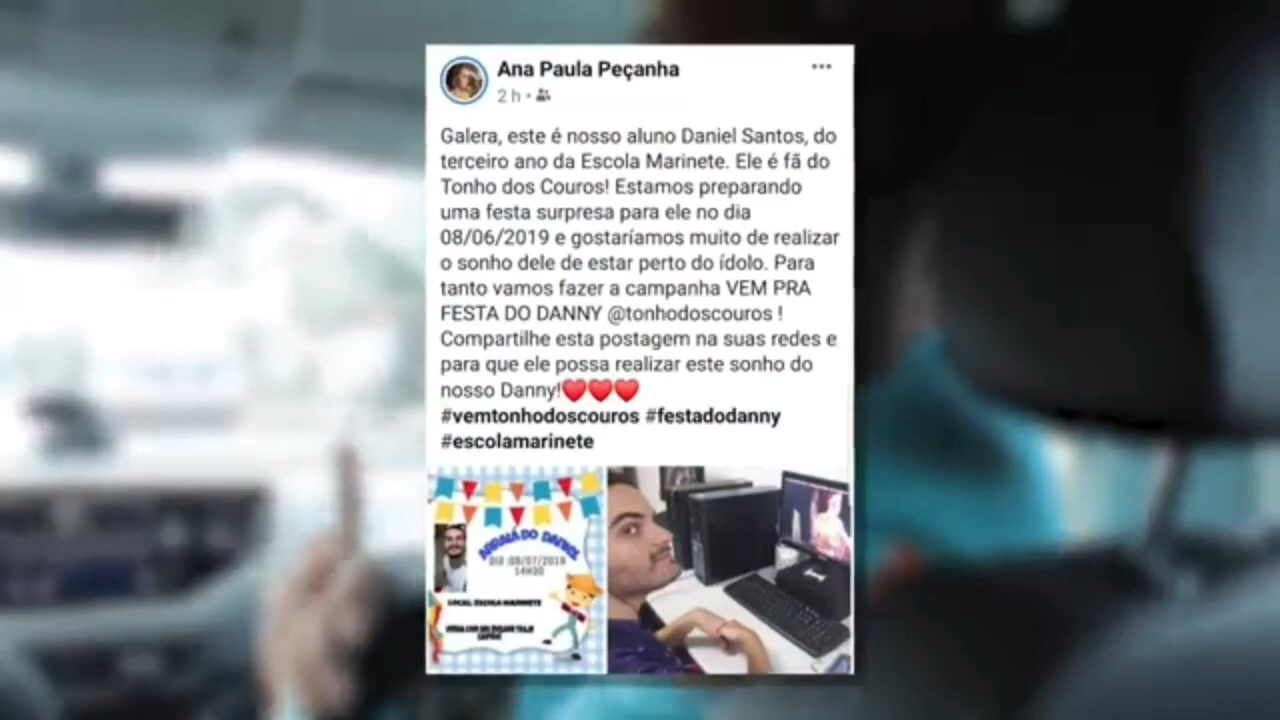 Ana Paula Peçanha
2 h
Galera, este é nosso aluno Daniel Santos, do
terceiro ano da Escola Marinete. Ele é fã do
Tonho dos Couros! Estamos preparando
uma festa surpresa para ele no dia
08/06/2019 e gostaríamos muito de realizar
o sonho dele de estar perto do ídolo. Para
tanto vamos fazer a campanha VEM PRA
FESTA DO DANNY @tonhodoscouros !
Compartilhe esta postagem na suas redes e
para que ele possa realizar este sonho do
nosso Danny!❤️❤️❤️
#vemtonhodoscouros #festadodanny
#escolamarinete
ARRAIÁ DO DANIEL
DIA :08/07/2019
14H30
LOCAL: ESCOLA MARINETE